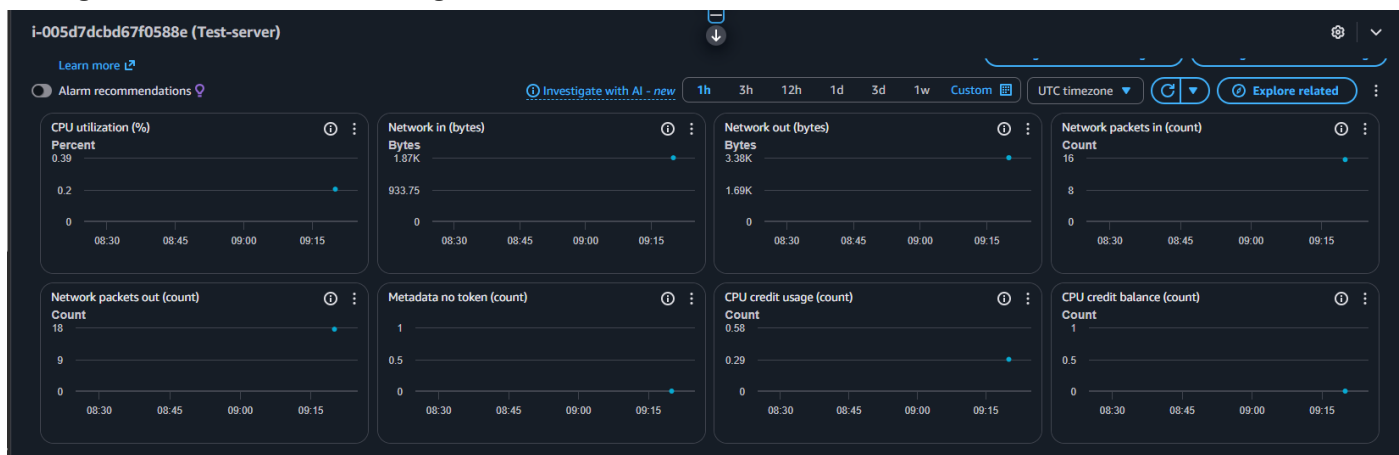 i-005d7dcbd67f0588e (Test-server)
Learn more
Alarm recommendations
Investigate with AI - new 1h 3h 12h 1d 3d 1w Custom UTC timezone Explore related
CPU utilization (%)
Percent
0.39
0.2
0
08:30 08:45 09:00 09:15
Network in (bytes)
Bytes
1.87K
933.75
0
08:30 08:45 09:00 09:15
Network out (bytes)
Bytes
3.38K
1.69K
0
08:30 08:45 09:00 09:15
Network packets in (count)
Count
16
8
0
08:30 08:45 09:00 09:15
Network packets out (count)
Count
18
9
0
08:30 08:45 09:00 09:15
Metadata no token (count)
1
0.5
0
08:30 08:45 09:00 09:15
CPU credit usage (count)
Count
0.58
0.29
0
08:30 08:45 09:00 09:15
CPU credit balance (count)
Count
1
0.5
0
08:30 08:45 09:00 09:15